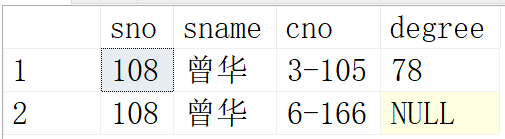 sno sname cno degree
1 108 曾华 3-105 78
2 108 曾华 6-166 NULL